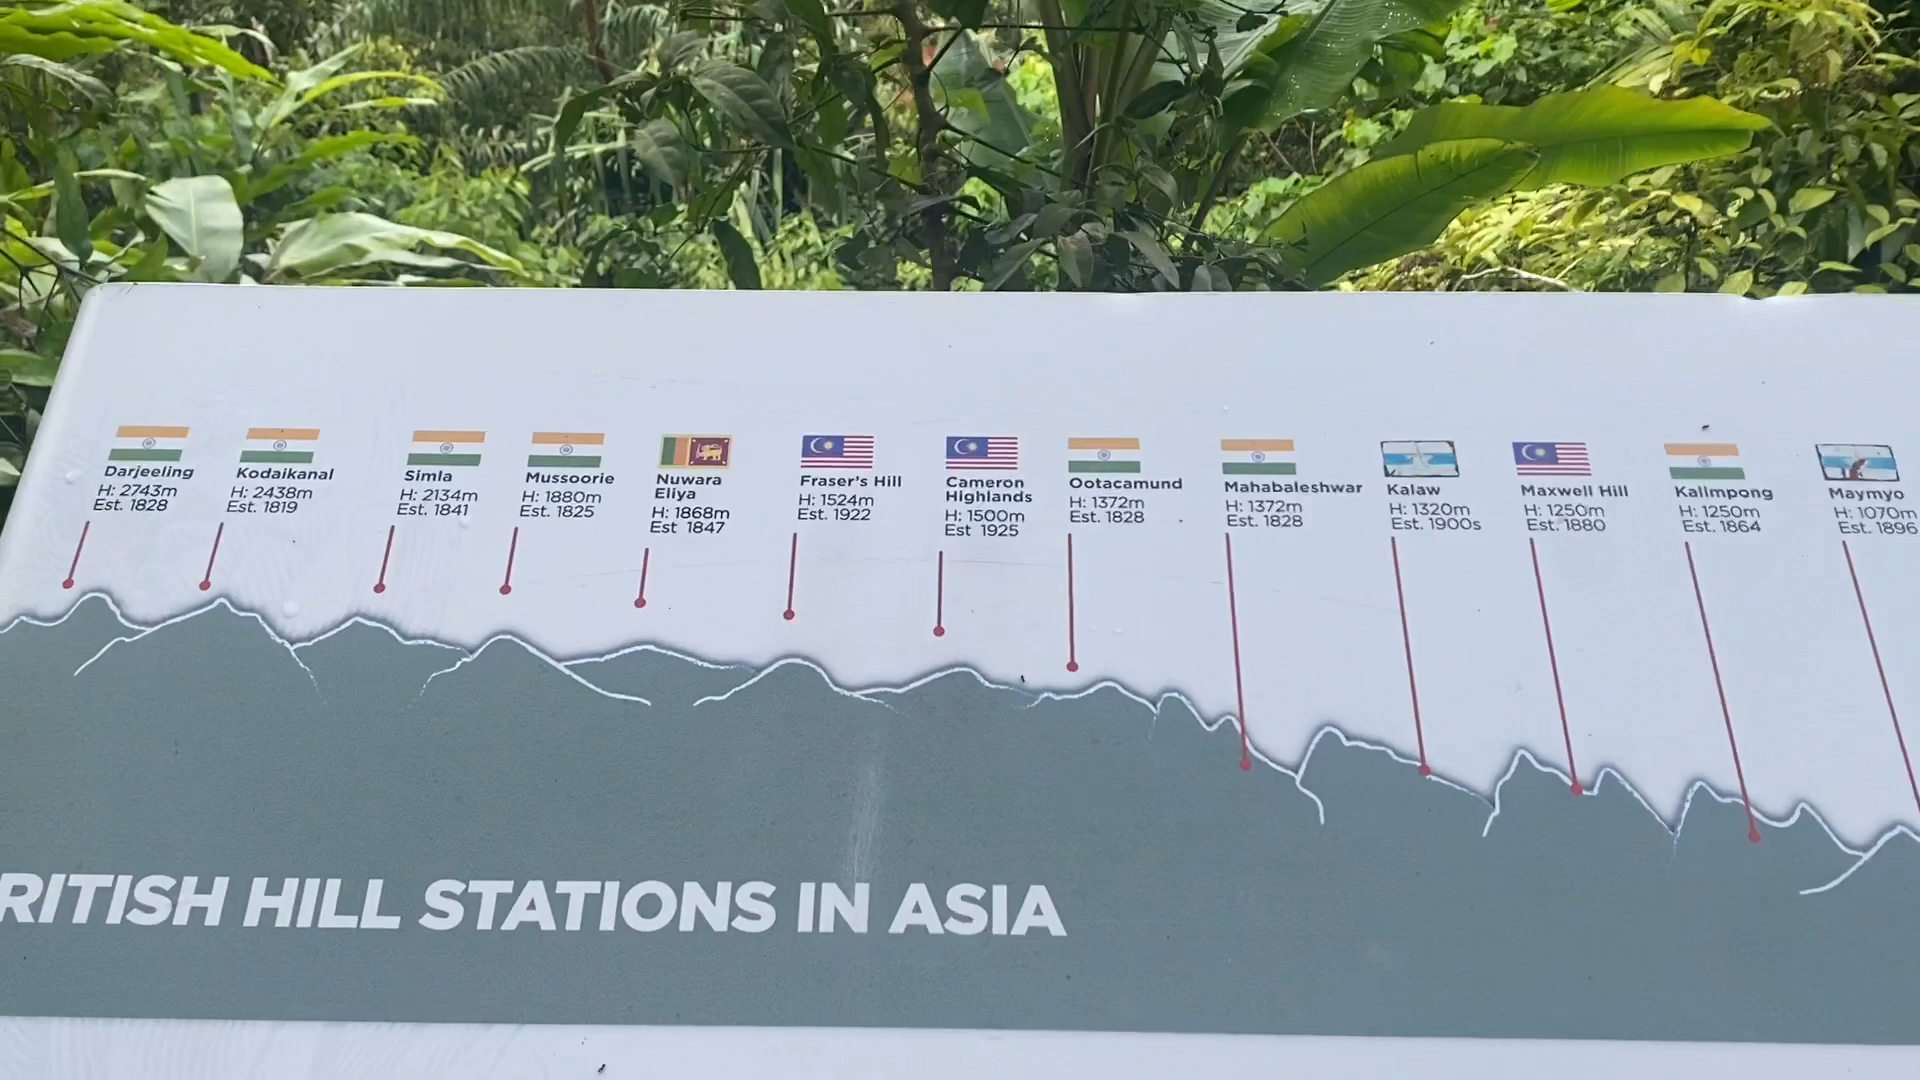 Darjeeling
H: 2743m
Est. 1828
Kodaikanal
H: 2438m
Est. 1819
Simla
H: 2134m
Est. 1841
Mussoorie
H: 1880m
Est. 1825
Nuwara
Eliya
H: 1868m
Est 1847
Fraser's Hill
H: 1524m
Est. 1922
Cameron
Highlands
H: 1500m
Est 1925
Ootacamund
H: 1372m
Est. 1828
Mahabaleshwar
H: 1372m
Est. 1828
Kalaw
H: 1320m
Est. 1900s
Maxwell Hill
H: 1250m
Est. 1880
Kalimpong
H: 1250m
Est. 1864
Maymyo
H: 1070m
Est. 1896
RITISH HILL STATIONS IN ASIA